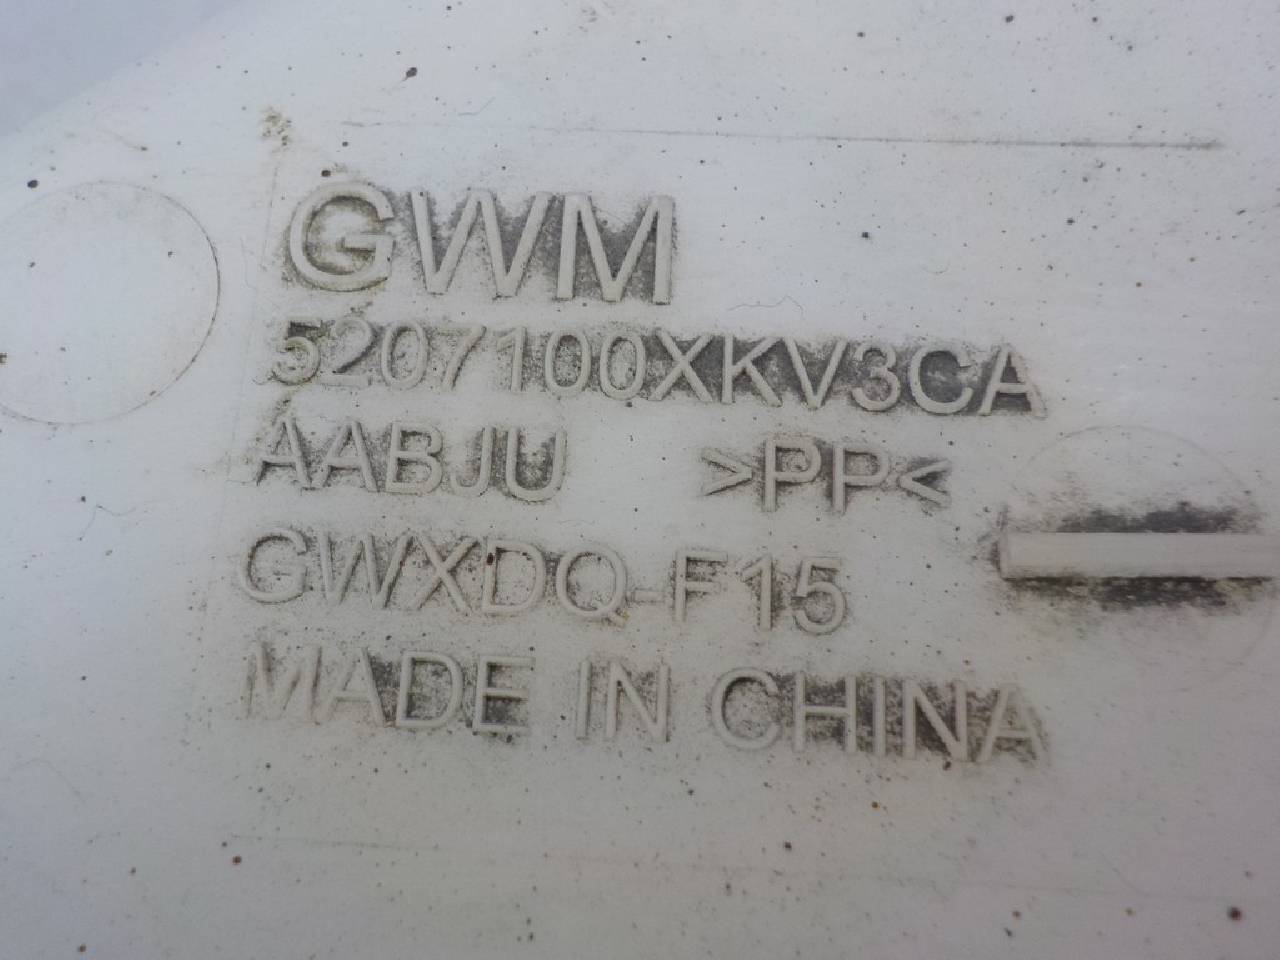 GWM
5207100XKV3CA
AABJU >PP<
GWXDQ-F15
MADE IN CHINA